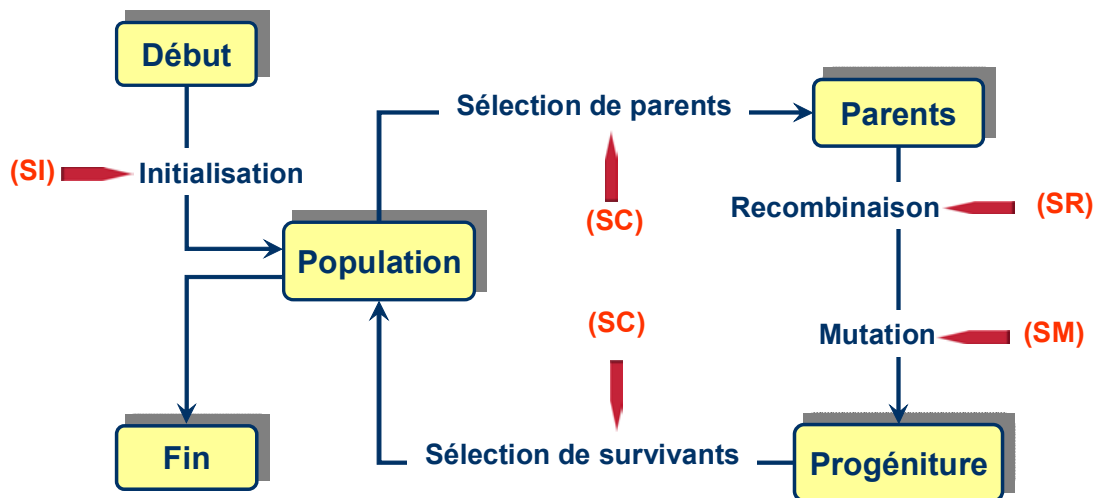 Début
Sélection de parents
Parents
(SI)
Initialisation
(SC)
Recombinaison
(SR)
Population
(SC)
Mutation
(SM)
Fin
Sélection de survivants
Progéniture